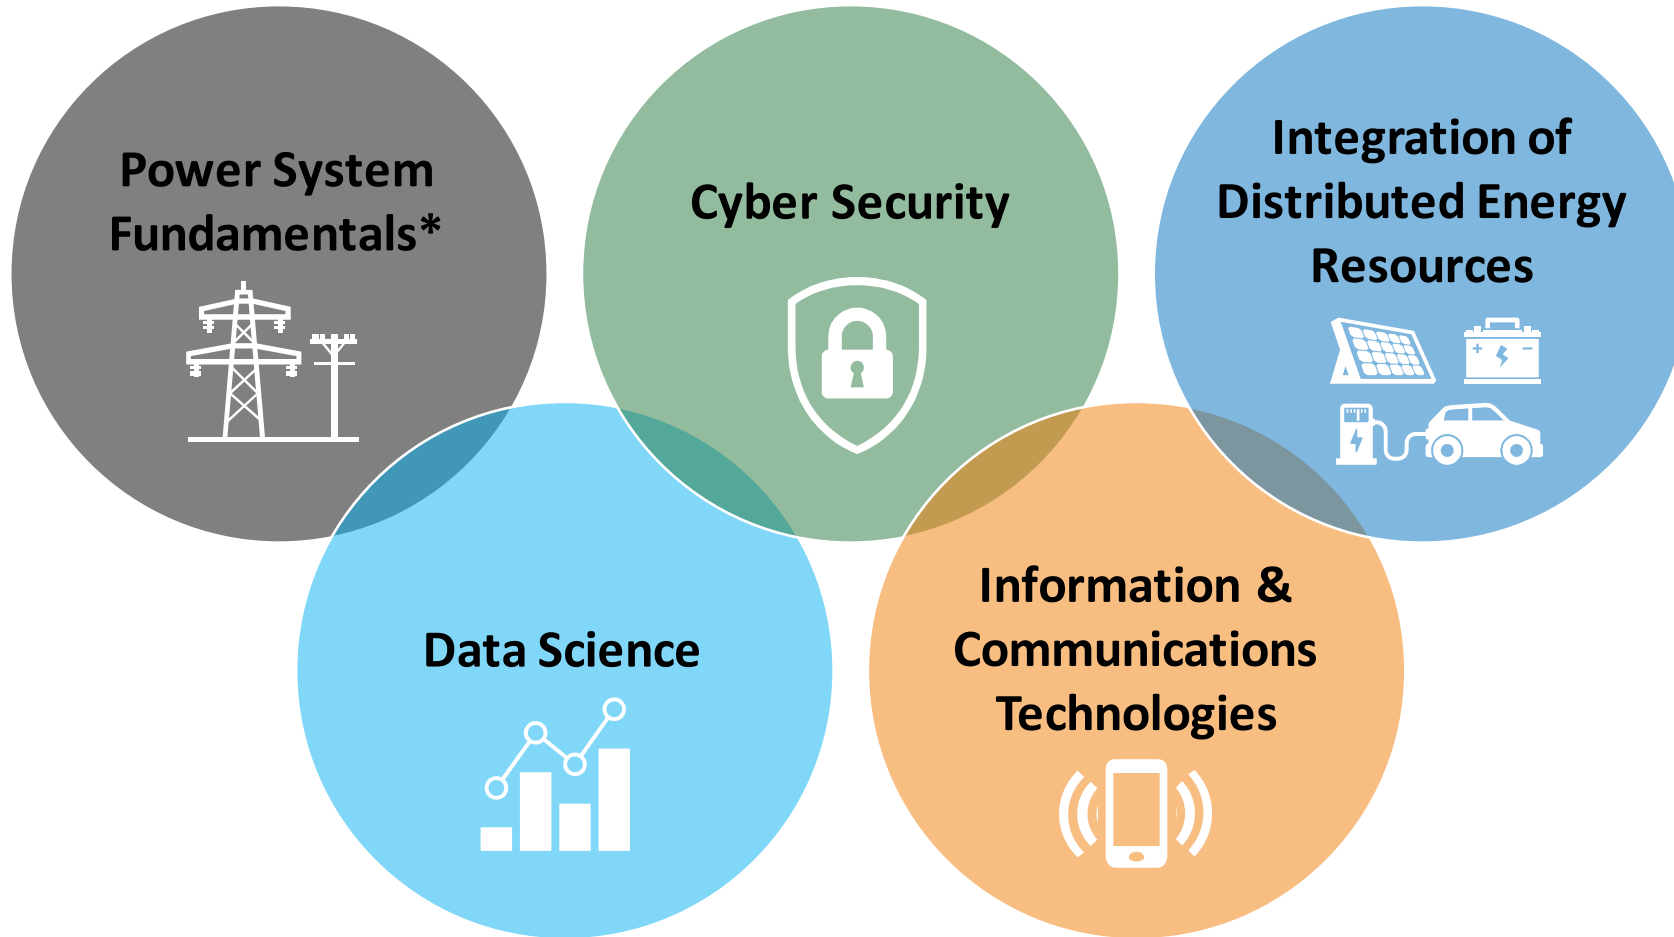 Power System
Fundamentals*
Cyber Security
Integration of
Distributed Energy
Resources
Data Science
Information &
Communications
Technologies